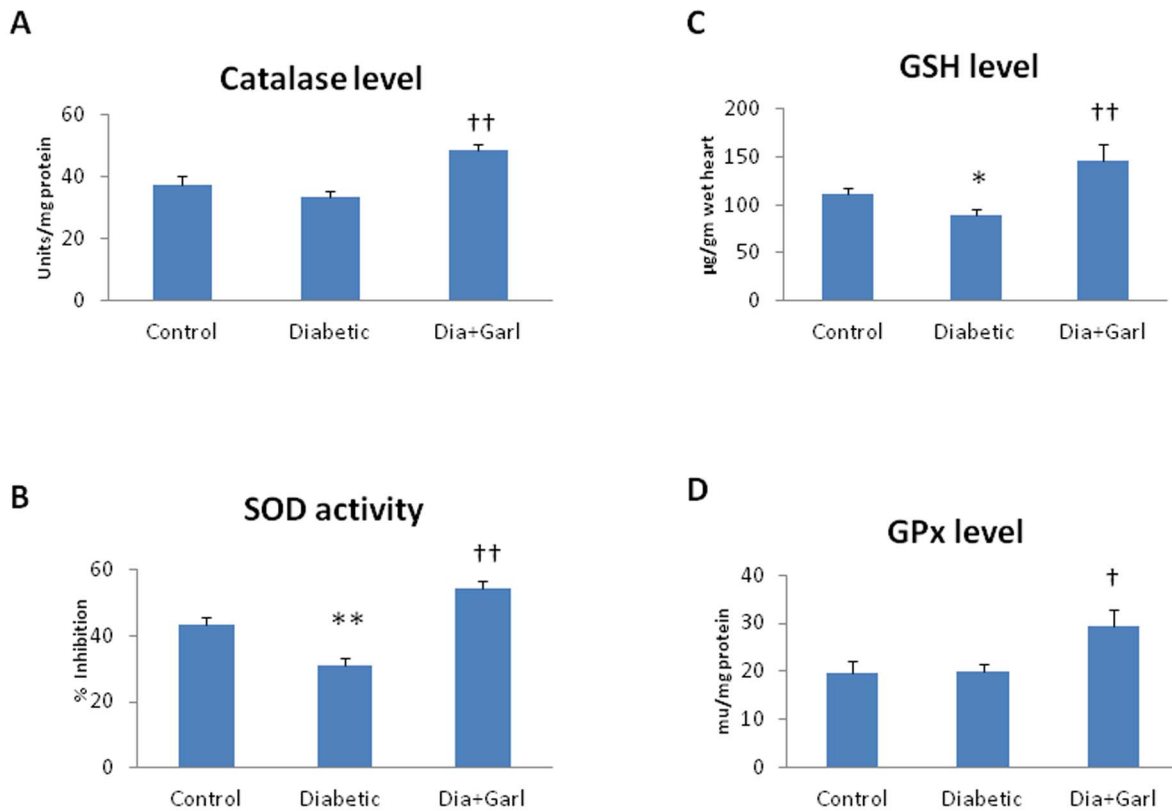 A
Catalase level
Units/mg protein
60
40
20
0
††
Control Diabetic Dia+Garl
C
GSH level
µg/gm wet heart
200
150
100
50
0
*
††
Control Diabetic Dia+Garl
B
SOD activity
% Inhibition
60
40
20
0
**
††
Control Diabetic Dia+Garl
D
GPx level
mu/mg protein
40
30
20
10
0
†
Control Diabetic Dia+Garl